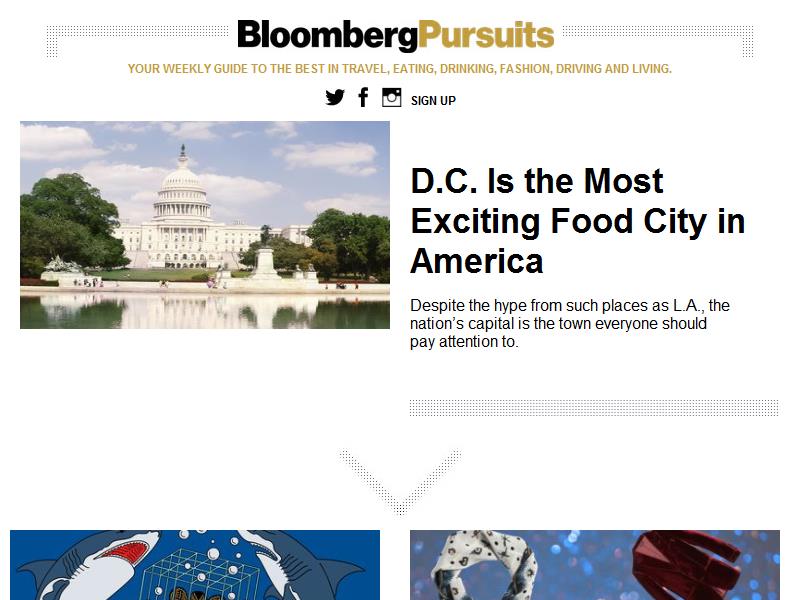 BloombergPursuits
YOUR WEEKLY GUIDE TO THE BEST IN TRAVEL, EATING, DRINKING, FASHION, DRIVING AND LIVING.
SIGN UP
D.C. Is the Most
Exciting Food City in
America
Despite the hype from such places as L.A., the
nation’s capital is the town everyone should
pay attention to.